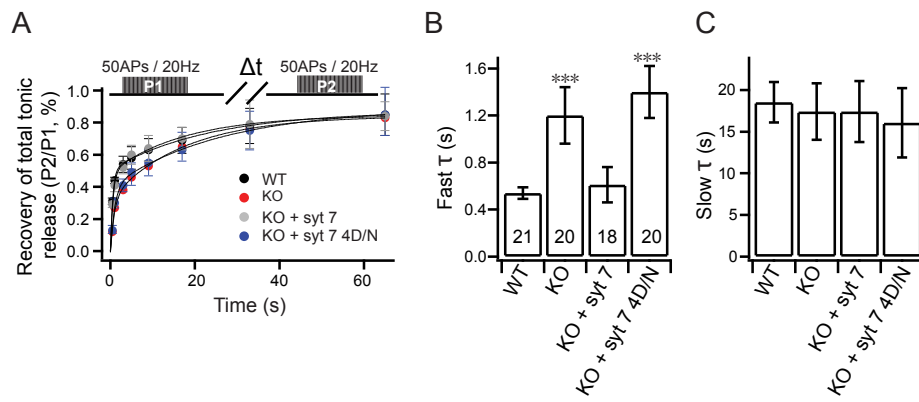 A
50APs / 20Hz
Δt
50APs / 20Hz
P1
P2
Recovery of total tonic
release (P2/P1, %)
1.0
0.8
0.6
0.4
0.2
0.0
WT
KO
KO + syt 7
KO + syt 7 4D/N
0
20
40
60
Time (s)
B
Fast τ (s)
1.6
1.2
0.8
0.4
0.0
***
***
21
20
18
20
WT
KO
KO + syt 7
KO + syt 7 4D/N
C
Slow τ (s)
20
15
10
5
0
WT
KO
KO + syt 7
KO + syt 7 4D/N